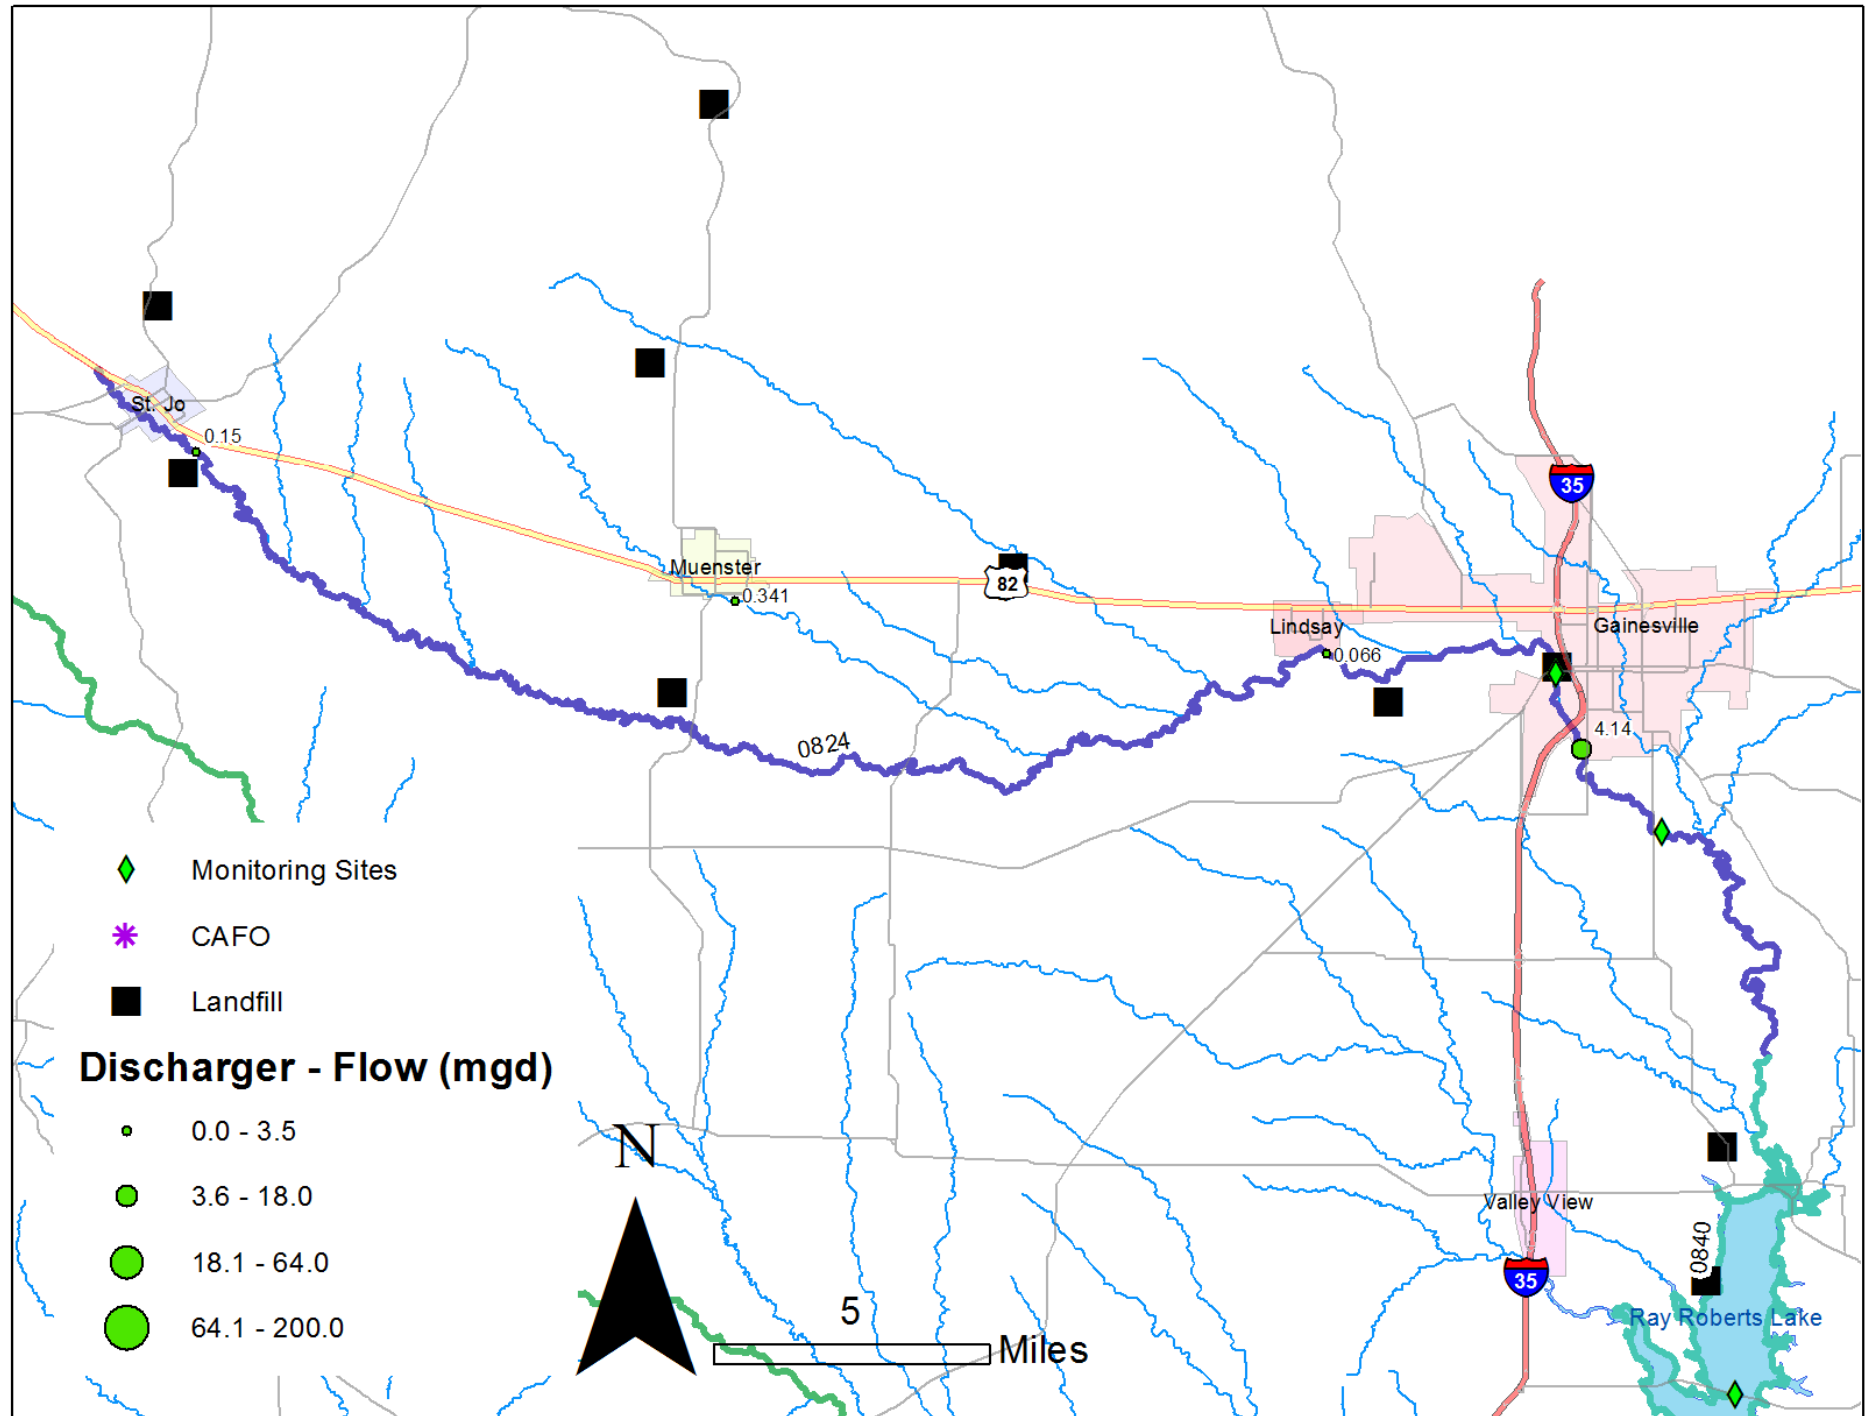 35
St. Jo
0.15
Muenster
0.341
82
Lindsay
0.066
Gainesville
4.14
0824
Monitoring Sites
CAFO
Landfill
Discharger - Flow (mgd)
0.0 - 3.5
3.6 - 18.0
18.1 - 64.0
64.1 - 200.0
N
5
Miles
Valley View
35
0840
Ray Roberts Lake